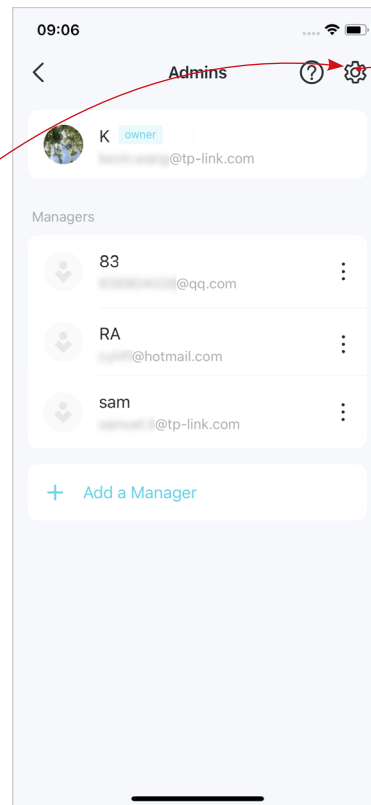 09:06
Admins
K owner
@tp-link.com
Managers
83
@qq.com
RA
@hotmail.com
sam
@tp-link.com
+ Add a Manager